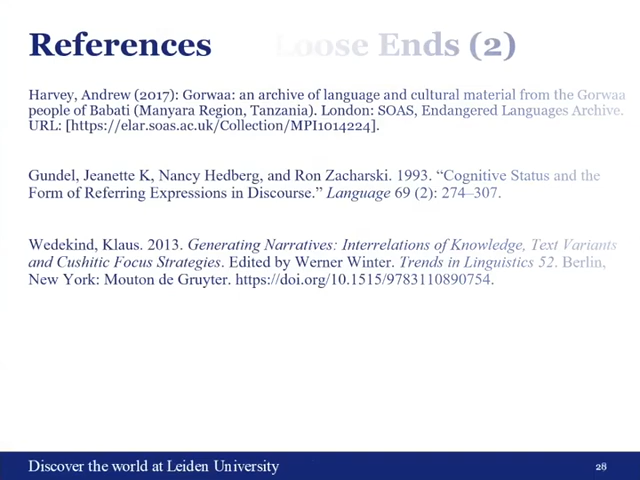 References Loose Ends (2)
Harvey, Andrew (2017): Gorwaa: an archive of language and cultural material from the Gorwaa
people of Babati (Manyara Region, Tanzania). London: SOAS, Endangered Languages Archive.
URL: [https://elar.soas.ac.uk/Collection/MPI1014224].
Gundel, Jeanette K, Nancy Hedberg, and Ron Zacharski. 1993. “Cognitive Status and the
Form of Referring Expressions in Discourse.” Language 69 (2): 274–307.
Wedekind, Klaus. 2013. Generating Narratives: Interrelations of Knowledge, Text Variants
and Cushitic Focus Strategies. Edited by Werner Winter. Trends in Linguistics 52. Berlin,
New York: Mouton de Gruyter. https://doi.org/10.1515/9783110890754.
Discover the world at Leiden University 28